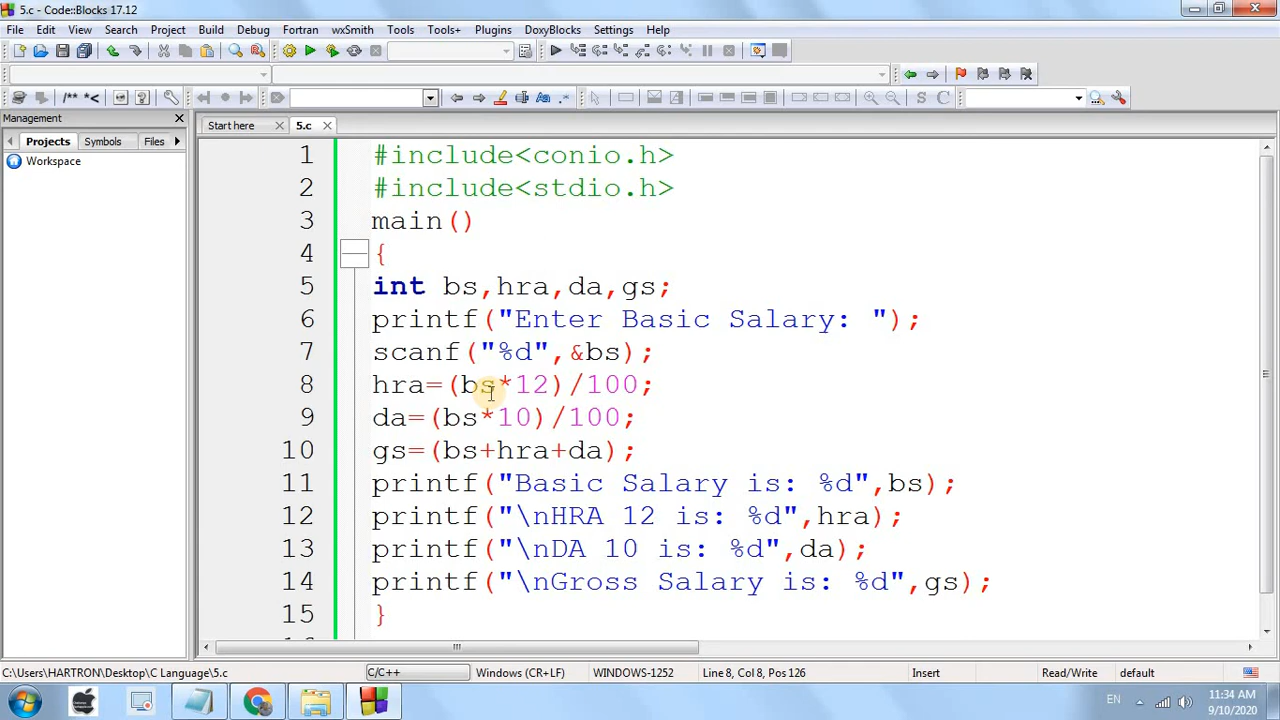 5.c - Code::Blocks 17.12
File Edit View Search Project Build Debug Fortran wxSmith Tools Tools+ Plugins DoxyBlocks Settings Help
/** *<
S C
Management
Projects Symbols Files
Workspace
Start here 5.c
1 #include<conio.h>
2 #include<stdio.h>
3 main()
4 {
5 int bs,hra,da,gs;
6 printf("Enter Basic Salary: ");
7 scanf("%d",&bs);
8 hra=(bs*12)/100;
9 da=(bs*10)/100;
10 gs=(bs+hra+da);
11 printf("Basic Salary is: %d",bs);
12 printf("\nHRA 12 is: %d",hra);
13 printf("\nDA 10 is: %d",da);
14 printf("\nGross Salary is: %d",gs);
15 }
C:\Users\HARTRON\Desktop\C Language\5.c C/C++ Windows (CR+LF) WINDOWS-1252 Line 8, Col 8, Pos 126 Insert Read/Write default
EN 11:34 AM
9/10/2020